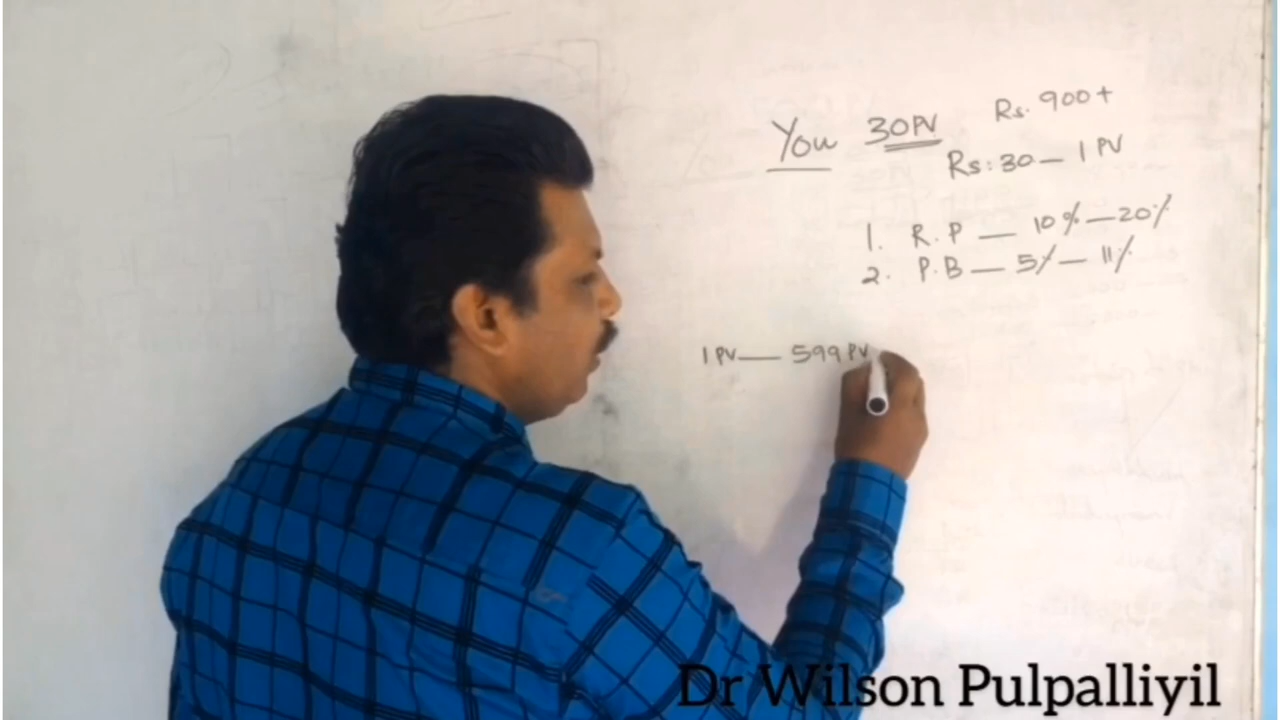 Rs. 900+
You 30PV
Rs: 30 — 1 PV
1. R.P — 10% — 20%
2. P.B — 5% — 11%
1 PV — 599 PV
Dr Wilson Pulpalliyil